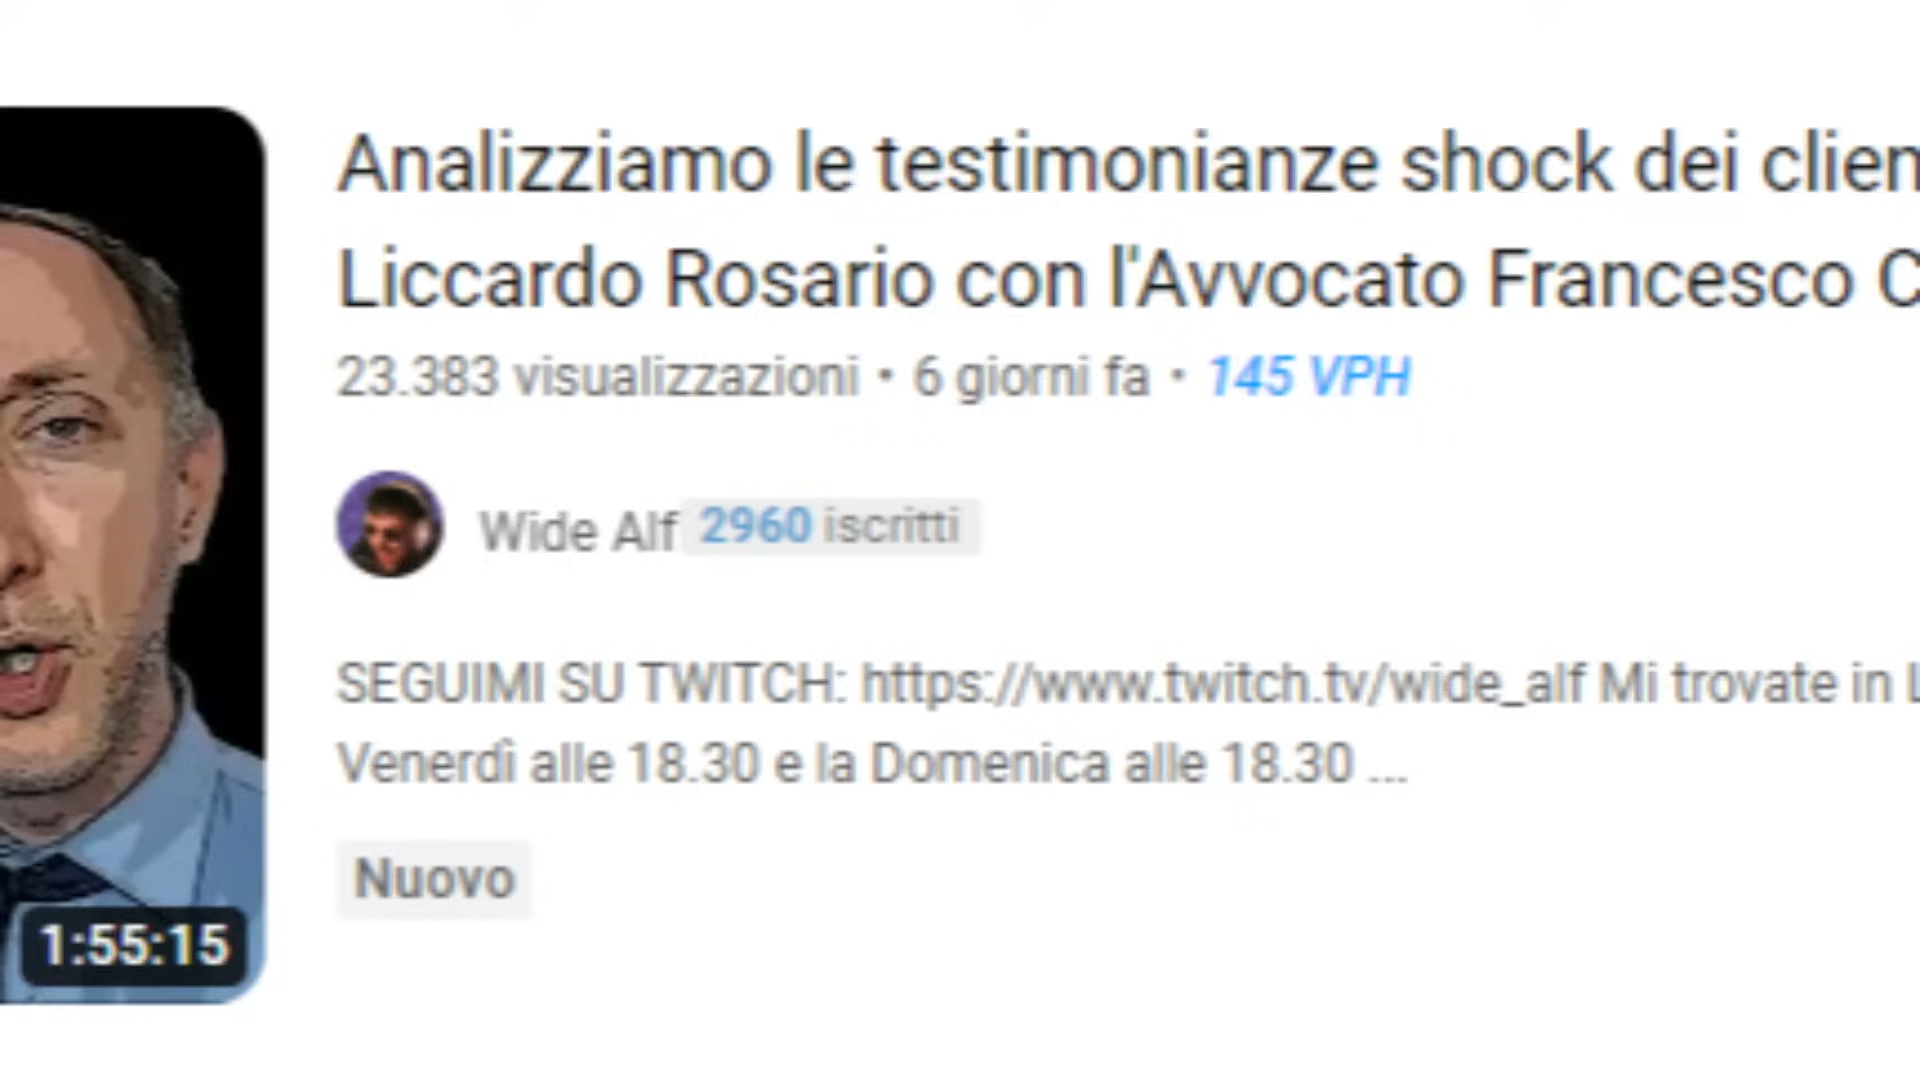 Analizziamo le testimonianze shock dei clien
Liccardo Rosario con l'Avvocato Francesco C
23.383 visualizzazioni • 6 giorni fa • 145 VPH
Wide Alf 2960 iscritti
SEGUIMI SU TWITCH: https://www.twitch.tv/wide_alf Mi trovate in L
Venerdì alle 18.30 e la Domenica alle 18.30 ...
Nuovo
1:55:15